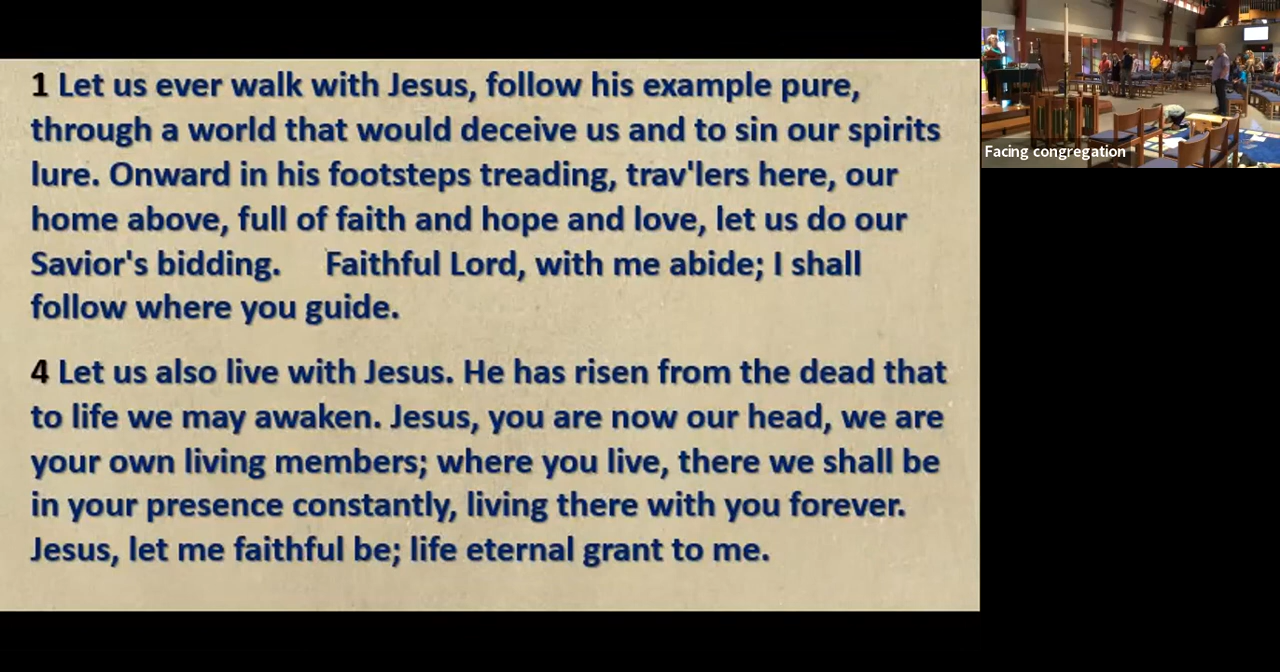 1 Let us ever walk with Jesus, follow his example pure,
through a world that would deceive us and to sin our spirits
lure. Onward in his footsteps treading, trav'lers here, our
home above, full of faith and hope and love, let us do our
Savior's bidding. Faithful Lord, with me abide; I shall
follow where you guide.
4 Let us also live with Jesus. He has risen from the dead that
to life we may awaken. Jesus, you are now our head, we are
your own living members; where you live, there we shall be
in your presence constantly, living there with you forever.
Jesus, let me faithful be; life eternal grant to me.
Facing congregation